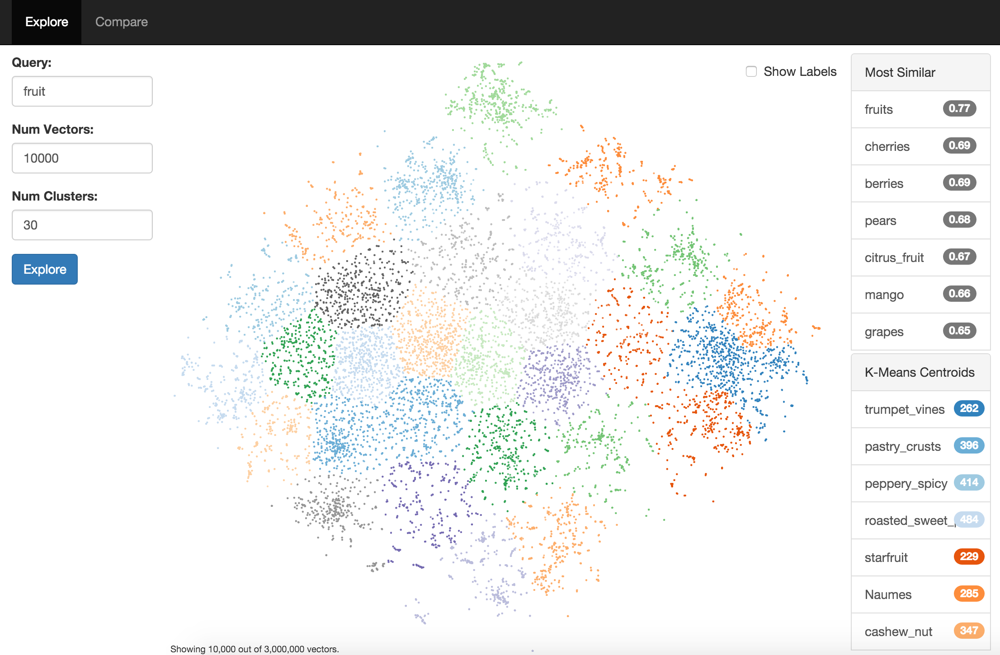 Explore Compare
Query:
fruit
Num Vectors:
10000
Num Clusters:
30
Explore
Show Labels
Most Similar
fruits 0.77
cherries 0.69
berries 0.69
pears 0.68
citrus_fruit 0.67
mango 0.66
grapes 0.65
K-Means Centroids
trumpet_vines 262
pastry_crusts 396
peppery_spicy 414
roasted_sweet_ 484
starfruit 229
Naumes 285
cashew_nut 347
Showing 10,000 out of 3,000,000 vectors.